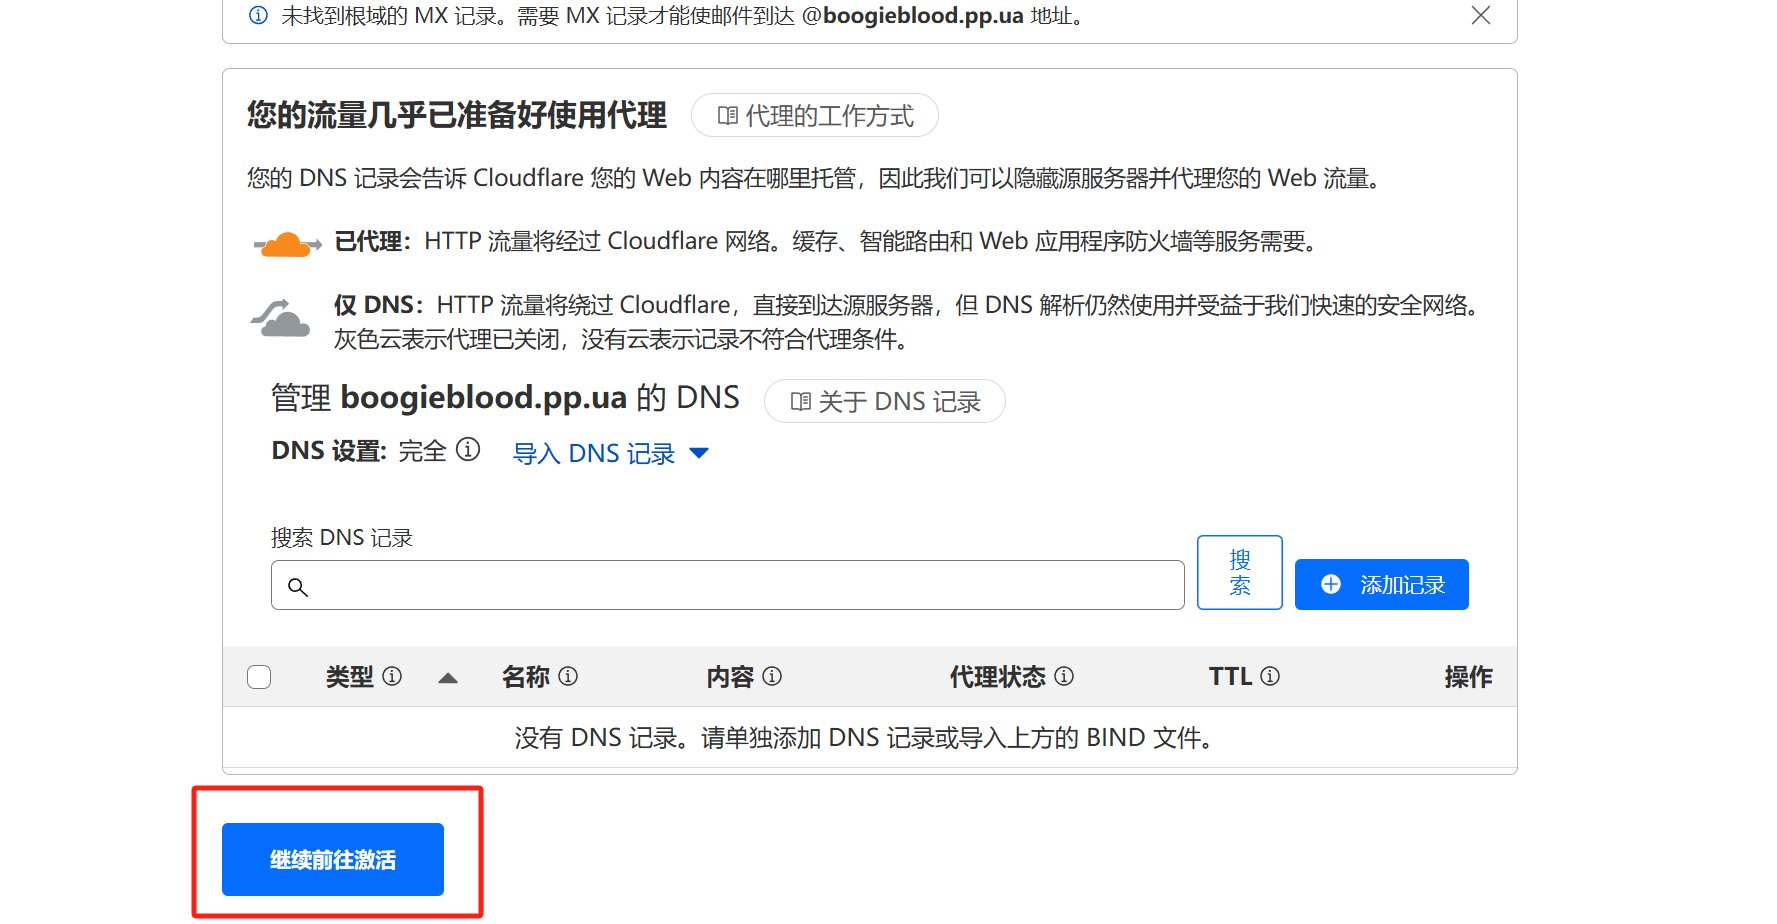 未找到根域的 MX 记录。需要 MX 记录才能使邮件到达 @boogieblood.pp.ua 地址。
您的流量几乎已准备好使用代理
代理的工作方式
您的 DNS 记录会告诉 Cloudflare 您的 Web 内容在哪里托管，因此我们可以隐藏源服务器并代理您的 Web 流量。
已代理：HTTP 流量将经过 Cloudflare 网络。缓存、智能路由和 Web 应用程序防火墙等服务需要。
仅 DNS：HTTP 流量将绕过 Cloudflare，直接到达源服务器，但 DNS 解析仍然使用并受益于我们快速的安全网络。
灰色云表示代理已关闭，没有云表示记录不符合代理条件。
管理 boogieblood.pp.ua 的 DNS
关于 DNS 记录
DNS 设置: 完全
导入 DNS 记录
搜索 DNS 记录
搜
索
添加记录
类型 名称 内容 代理状态 TTL 操作
没有 DNS 记录。请单独添加 DNS 记录或导入上方的 BIND 文件。
继续前往激活